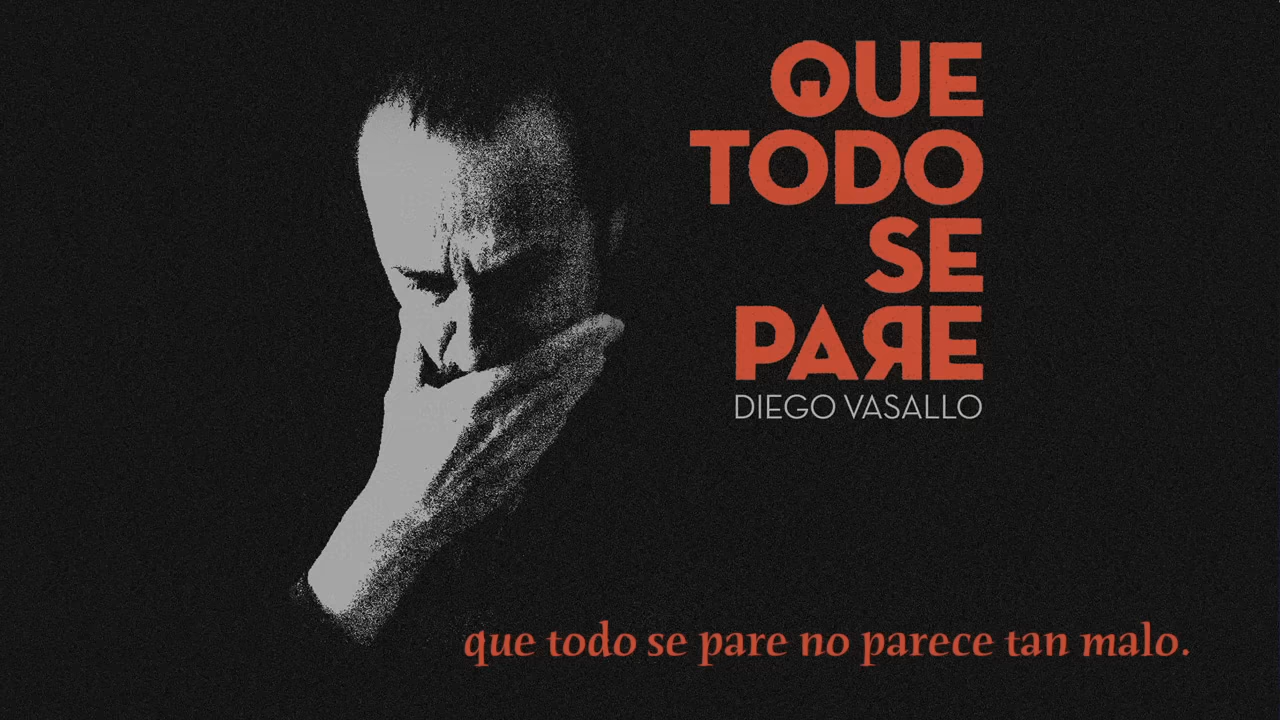 QUE
TODO
SE
PARE
DIEGO VASALLO
que todo se pare no parece tan malo.